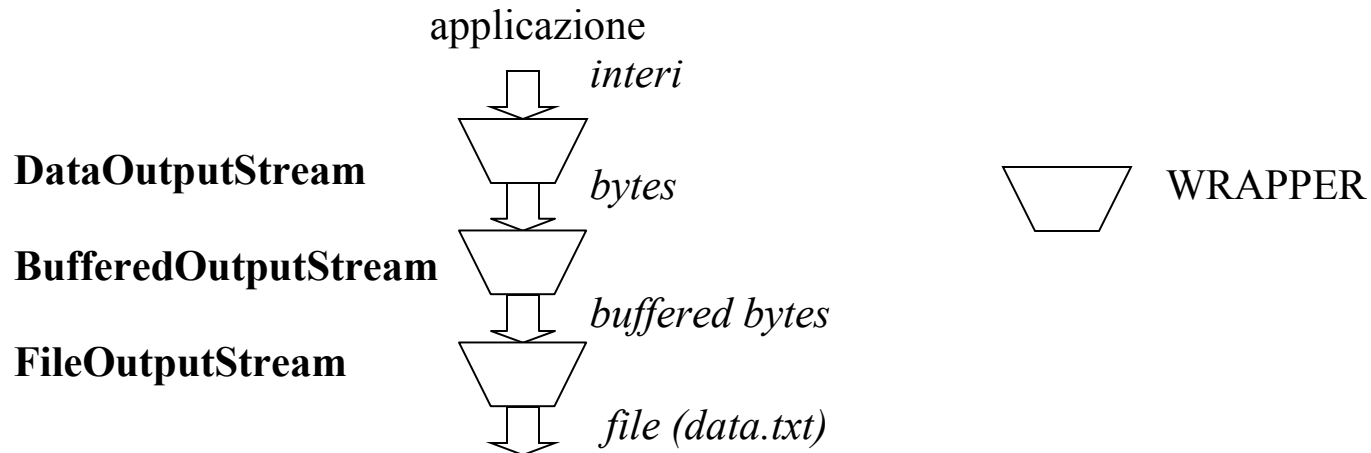 applicazione
interi
DataOutputStream
bytes
WRAPPER
BufferedOutputStream
buffered bytes
FileOutputStream
file (data.txt)